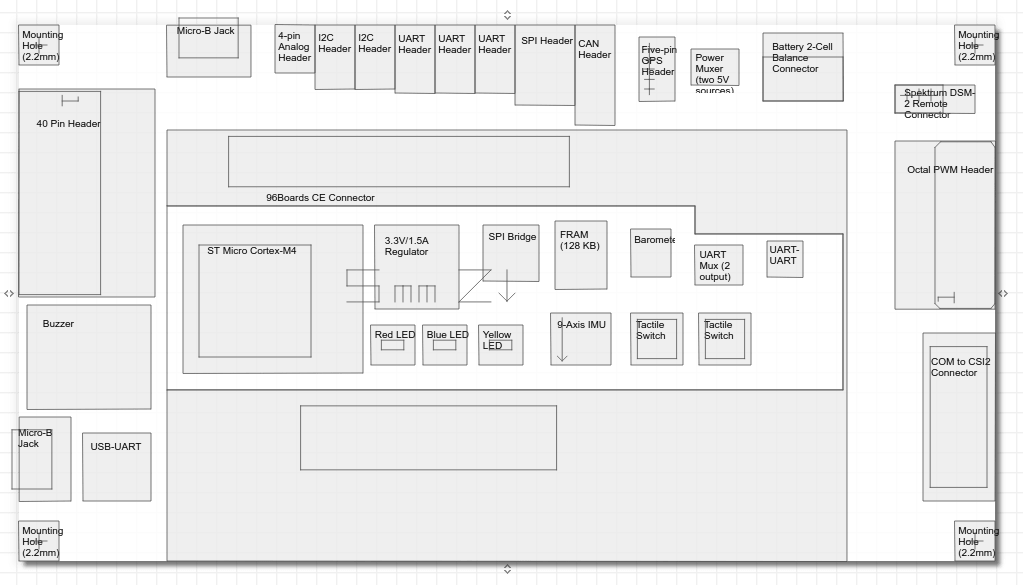 Mounting
Hole
(2.2mm)
Micro-B Jack
4-pin
Analog
Header
I2C
Header
I2C
Header
UART
Header
UART
Header
UART
Header
SPI Header
CAN
Header
Five-pin
GPS
Header
Power
Muxer
(two 5V
sources)
Battery 2-Cell
Balance
Connector
Mounting
Hole
(2.2mm)
Spektrum DSM-
2 Remote
Connector
40 Pin Header
Octal PWM Header
96Boards CE Connector
ST Micro Cortex-M4
3.3V/1.5A
Regulator
SPI Bridge
FRAM
(128 KB)
Baromete
UART
Mux (2
output)
UART-
UART
Buzzer
Red LED
Blue LED
Yellow
LED
9-Axis IMU
Tactile
Switch
Tactile
Switch
COM to CSI2
Connector
Micro-B
Jack
USB-UART
Mounting
Hole
(2.2mm)
Mounting
Hole
(2.2mm)